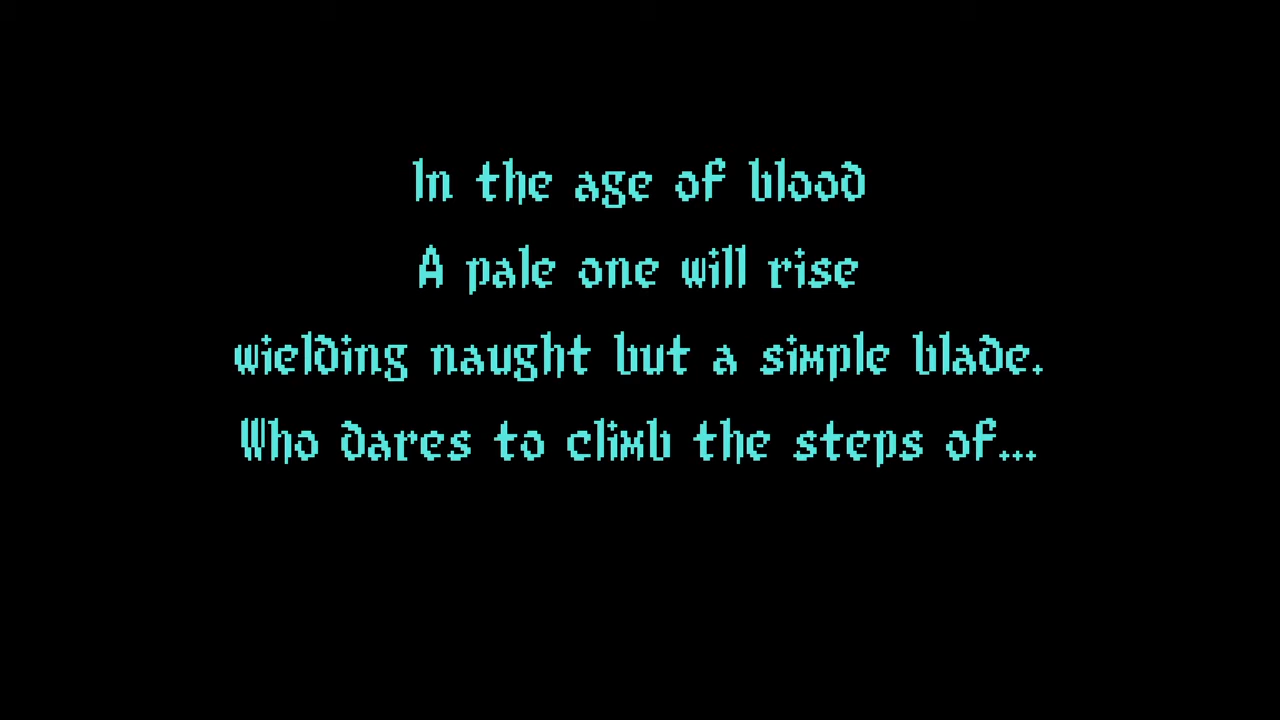 In the age of blood
A pale one will rise
wielding naught but a simple blade.
Who dares to climb the steps of...